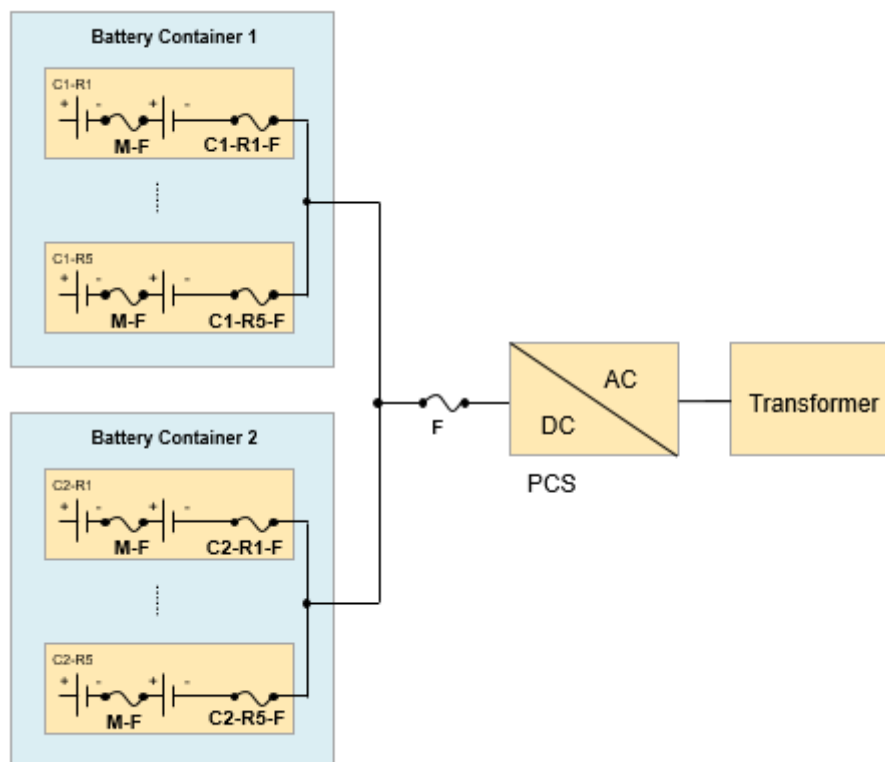 Battery Container 1
C1-R1
+ - + -
M-F C1-R1-F
C1-R5
+ - + -
M-F C1-R5-F
Battery Container 2
C2-R1
+ - + -
M-F C2-R1-F
C2-R5
+ - + -
M-F C2-R5-F
F
AC
DC
PCS
Transformer